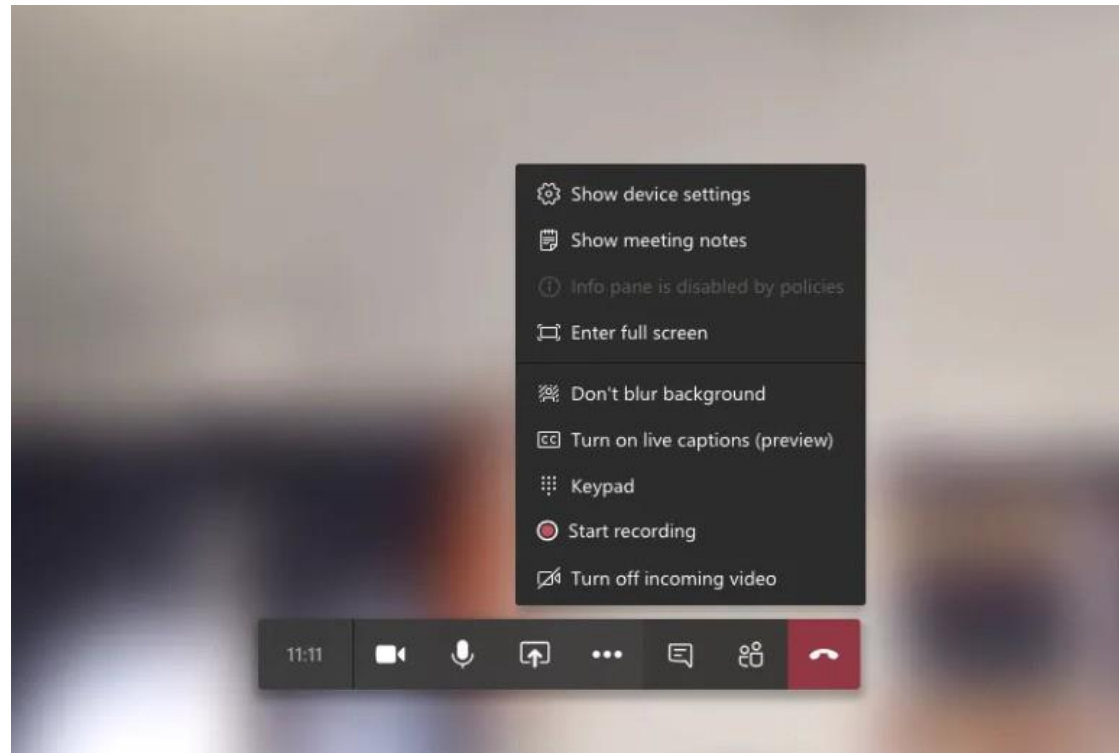 Show device settings
Show meeting notes
Info pane is disabled by policies
Enter full screen
Don't blur background
CC Turn on live captions (preview)
Keypad
Start recording
Turn off incoming video
11:11